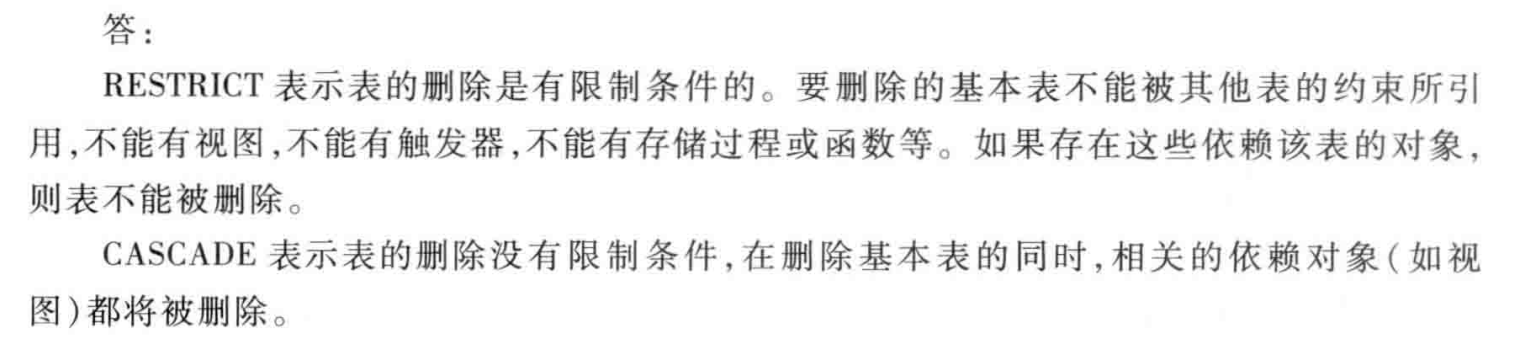 答：
RESTRICT 表示表的删除是有限制条件的。要删除的基本表不能被其他表的约束所引
用,不能有视图,不能有触发器,不能有存储过程或函数等。如果存在这些依赖该表的对象,
则表不能被删除。
CASCADE 表示表的删除没有限制条件,在删除基本表的同时,相关的依赖对象(如视
图)都将被删除。